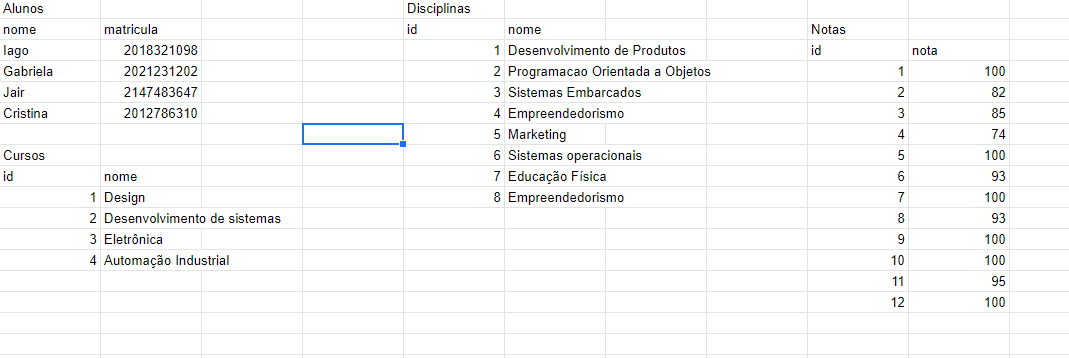 Alunos Disciplinas
nome matricula id nome Notas
Iago 2018321098 1 Desenvolvimento de Produtos id nota
Gabriela 2021231202 2 Programacao Orientada a Objetos 1 100
Jair 2147483647 3 Sistemas Embarcados 2 82
Cristina 2012786310 4 Empreendedorismo 3 85
5 Marketing 4 74
Cursos 6 Sistemas operacionais 5 100
id nome 7 Educação Física 6 93
1 Design 8 Empreendedorismo 7 100
2 Desenvolvimento de sistemas 8 93
3 Eletrônica 9 100
4 Automação Industrial 10 100
11 95
12 100